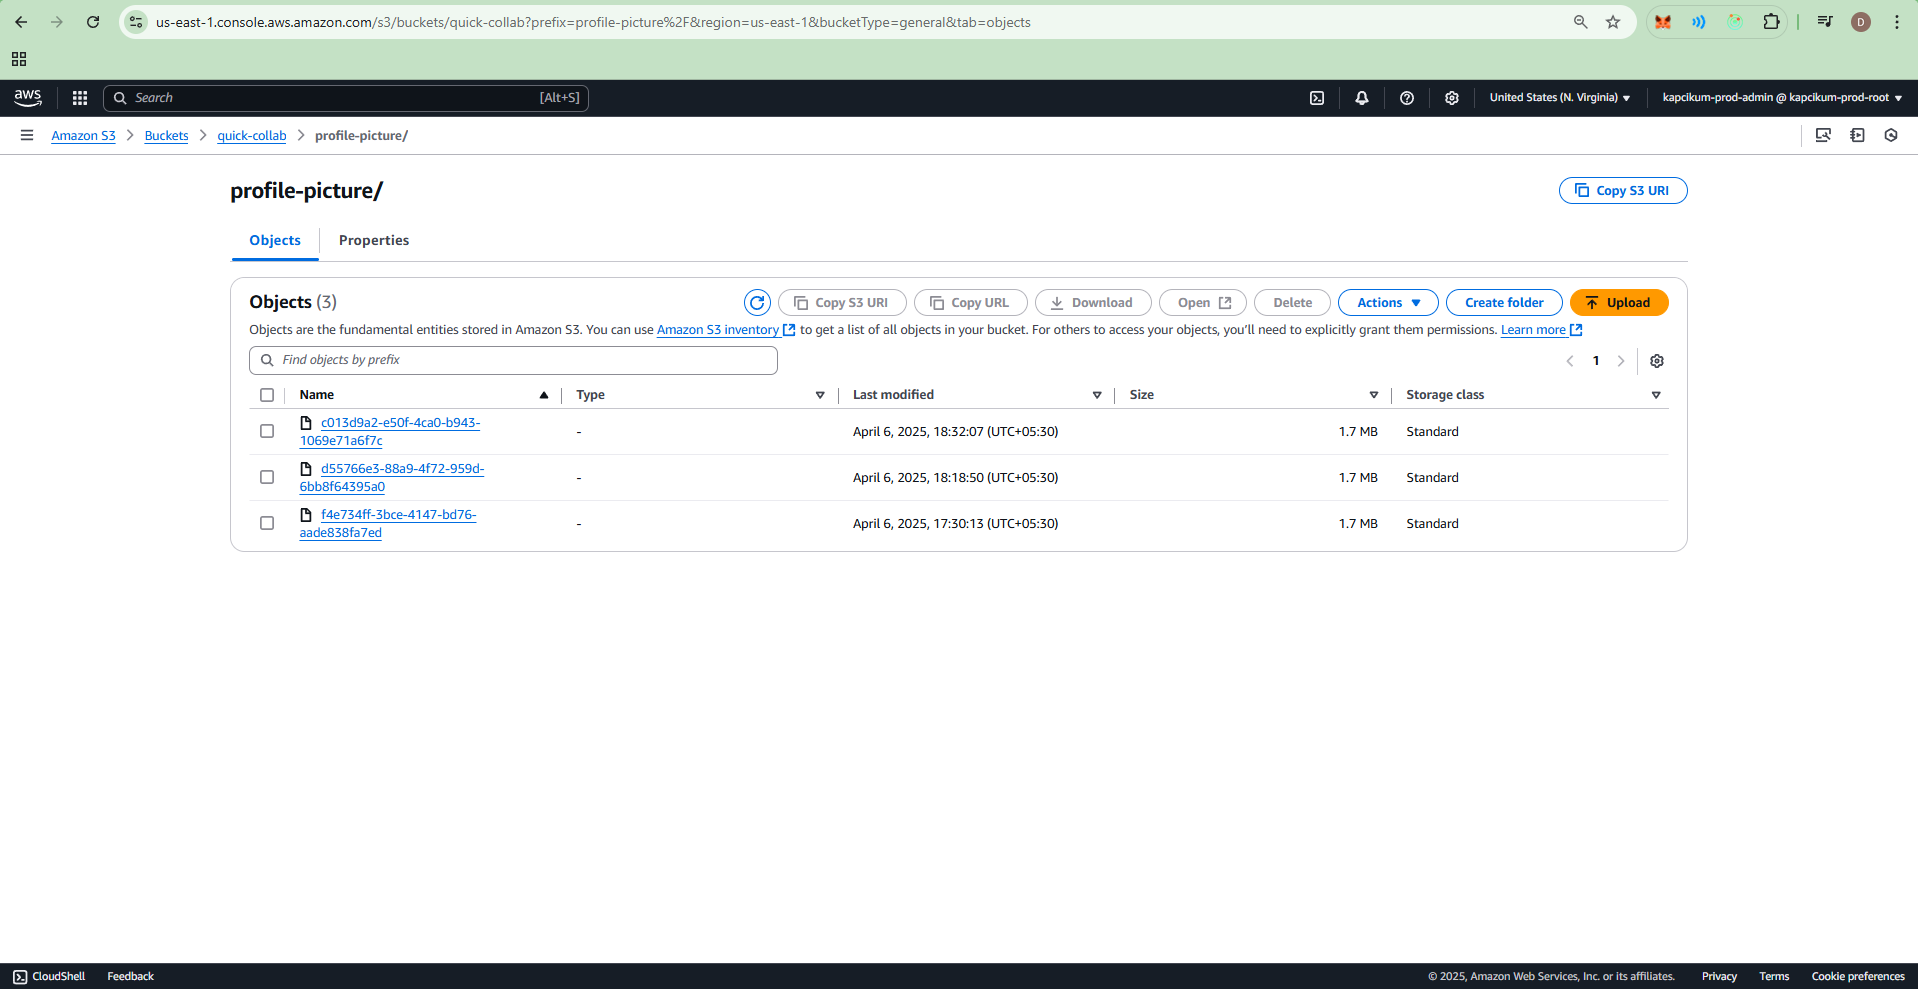 us-east-1.console.aws.amazon.com/s3/buckets/quick-collab?prefix=profile-picture%2F&region=us-east-1&bucketType=general&tab=objects
D
aws
Search
[Alt+S]
United States (N. Virginia)
kapcikum-prod-admin @ kapcikum-prod-root
Amazon S3
Buckets
quick-collab
profile-picture/
profile-picture/
Copy S3 URI
Objects
Properties
Objects (3)
Copy S3 URI
Copy URL
Download
Open
Delete
Actions
Create folder
Upload
Objects are the fundamental entities stored in Amazon S3. You can use Amazon S3 inventory to get a list of all objects in your bucket. For others to access your objects, you'll need to explicitly grant them permissions. Learn more
Find objects by prefix
1
Name
Type
Last modified
Size
Storage class
c013d9a2-e50f-4ca0-b943-
1069e71a6f7c
-
April 6, 2025, 18:32:07 (UTC+05:30)
1.7 MB
Standard
d55766e3-88a9-4f72-959d-
6bb8f64395a0
-
April 6, 2025, 18:18:50 (UTC+05:30)
1.7 MB
Standard
f4e734ff-3bce-4147-bd76-
aade838fa7ed
-
April 6, 2025, 17:30:13 (UTC+05:30)
1.7 MB
Standard
CloudShell
Feedback
© 2025, Amazon Web Services, Inc. or its affiliates.
Privacy
Terms
Cookie preferences